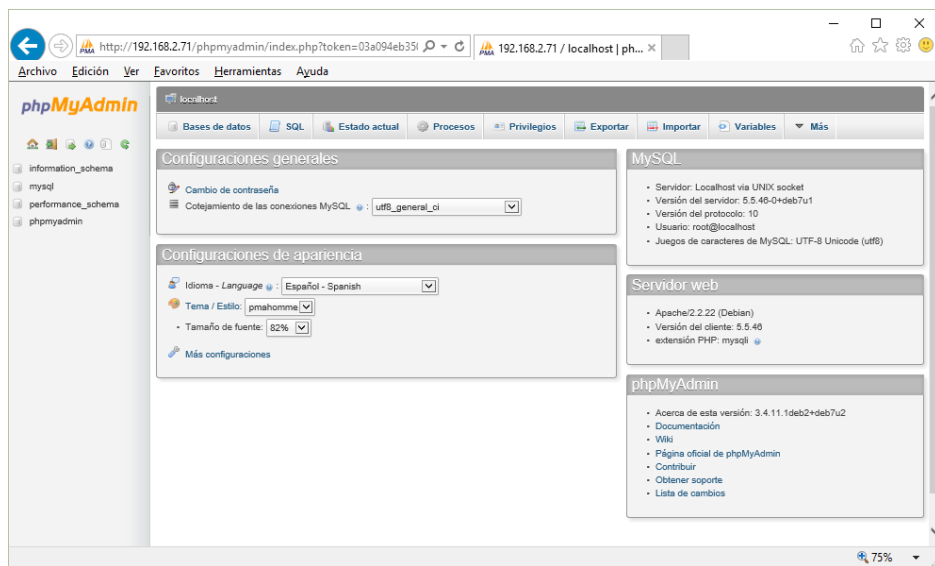 http://192.168.2.71/phpmyadmin/index.php?token=03a094eb35
192.168.2.71 / localhost | ph...
Archivo Edición Ver Favoritos Herramientas Ayuda
phpMyAdmin
information_schema
mysql
performance_schema
phpmyadmin
localhost
Bases de datos SQL Estado actual Procesos Privilegios Exportar Importar Variables Más
Configuraciones generales
Cambio de contraseña
Cotejamiento de las conexiones MySQL : utf8_general_ci
Configuraciones de apariencia
Idioma - Language : Español - Spanish
Tema / Estilo: pmahomme
Tamaño de fuente: 82%
Más configuraciones
MySQL
Servidor: Localhost via UNIX socket
Versión del servidor: 5.5.46-0+deb7u1
Versión del protocolo: 10
Usuario: root@localhost
Juegos de caracteres de MySQL: UTF-8 Unicode (utf8)
Servidor web
Apache/2.2.22 (Debian)
Versión del cliente: 5.5.46
extensión PHP: mysqli
phpMyAdmin
Acerca de esta versión: 3.4.11.1deb2+deb7u2
Documentación
Wiki
Página oficial de phpMyAdmin
Contribuir
Obtener soporte
Lista de cambios
75%